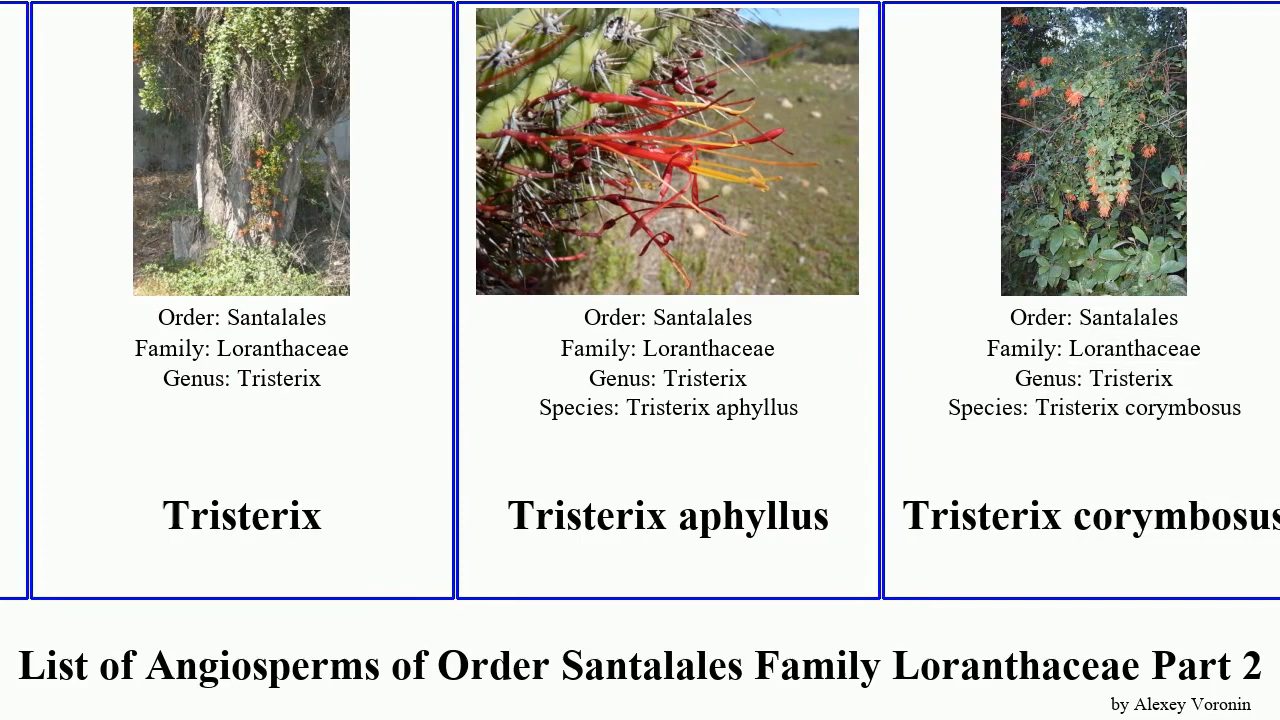 Order: Santalales
Family: Loranthaceae
Genus: Tristerix
Tristerix
Order: Santalales
Family: Loranthaceae
Genus: Tristerix
Species: Tristerix aphyllus
Tristerix aphyllus
Order: Santalales
Family: Loranthaceae
Genus: Tristerix
Species: Tristerix corymbosus
Tristerix corymbosus
List of Angiosperms of Order Santalales Family Loranthaceae Part 2
by Alexey Voronin